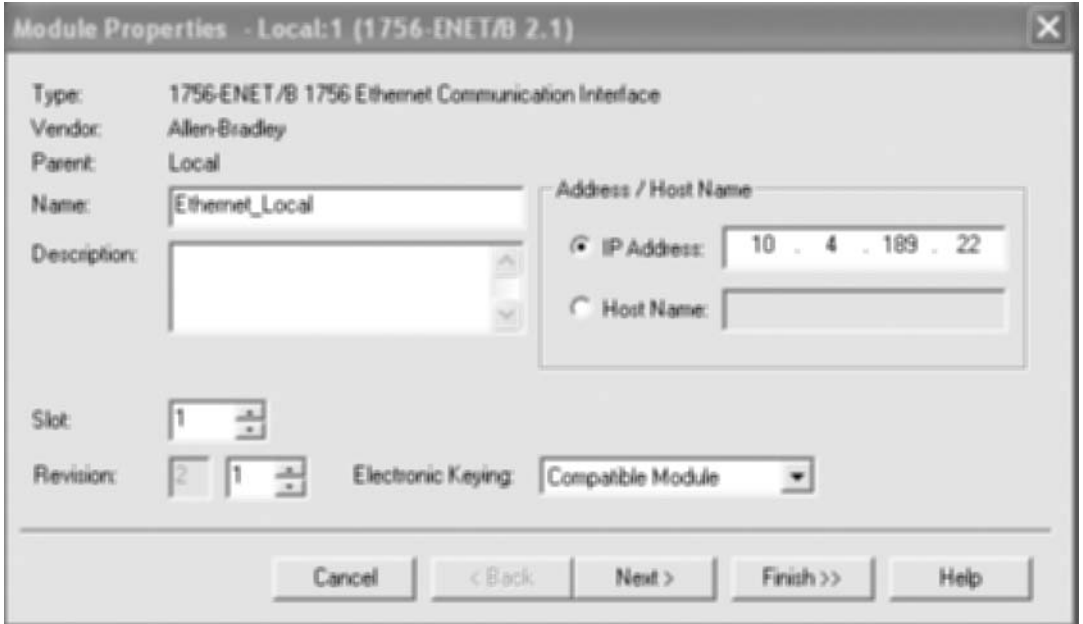 Module Properties - Local:1 (1756-ENET/B 2.1)
Type: 1756-ENET/B 1756 Ethernet Communication Interface
Vendor: Allen-Bradley
Parent: Local
Name: Ethernet_Local
Address / Host Name
Description:
IP Address: 10 . 4 . 189 . 22
Host Name:
Slot: 1
Revision: 2 1 Electronic Keying: Compatible Module
Cancel < Back Next > Finish >> Help